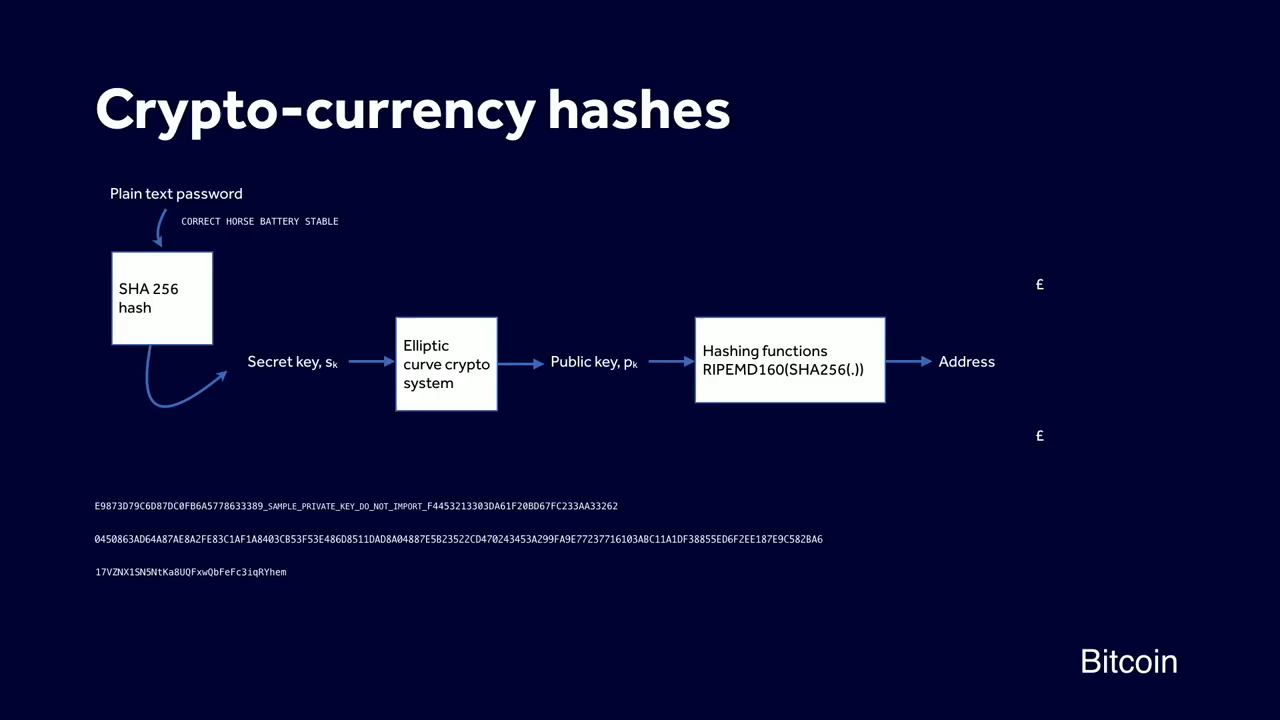 Crypto-currency hashes
Plain text password
CORRECT HORSE BATTERY STABLE
SHA 256
hash
Secret key, sₖ
Elliptic
curve crypto
system
Public key, pₖ
Hashing functions
RIPEMD160(SHA256(.))
Address
£
£
E9873D79C6D87DC0FB6A5778633389_SAMPLE_PRIVATE_KEY_DO_NOT_IMPORT_F4453213303DA61F20BD67FC233AA33262
0450863AD64A87AE8A2FE83C1AF1A8403CB53F53E486D8511DAD8A04887E5B23522CD470243453A299FA9E77237716103ABC11A1DF38855ED6F2EE187E9C582BA6
17VZNX1SN5NtKa8UQFxwQbFeFc3iqRYhem
Bitcoin